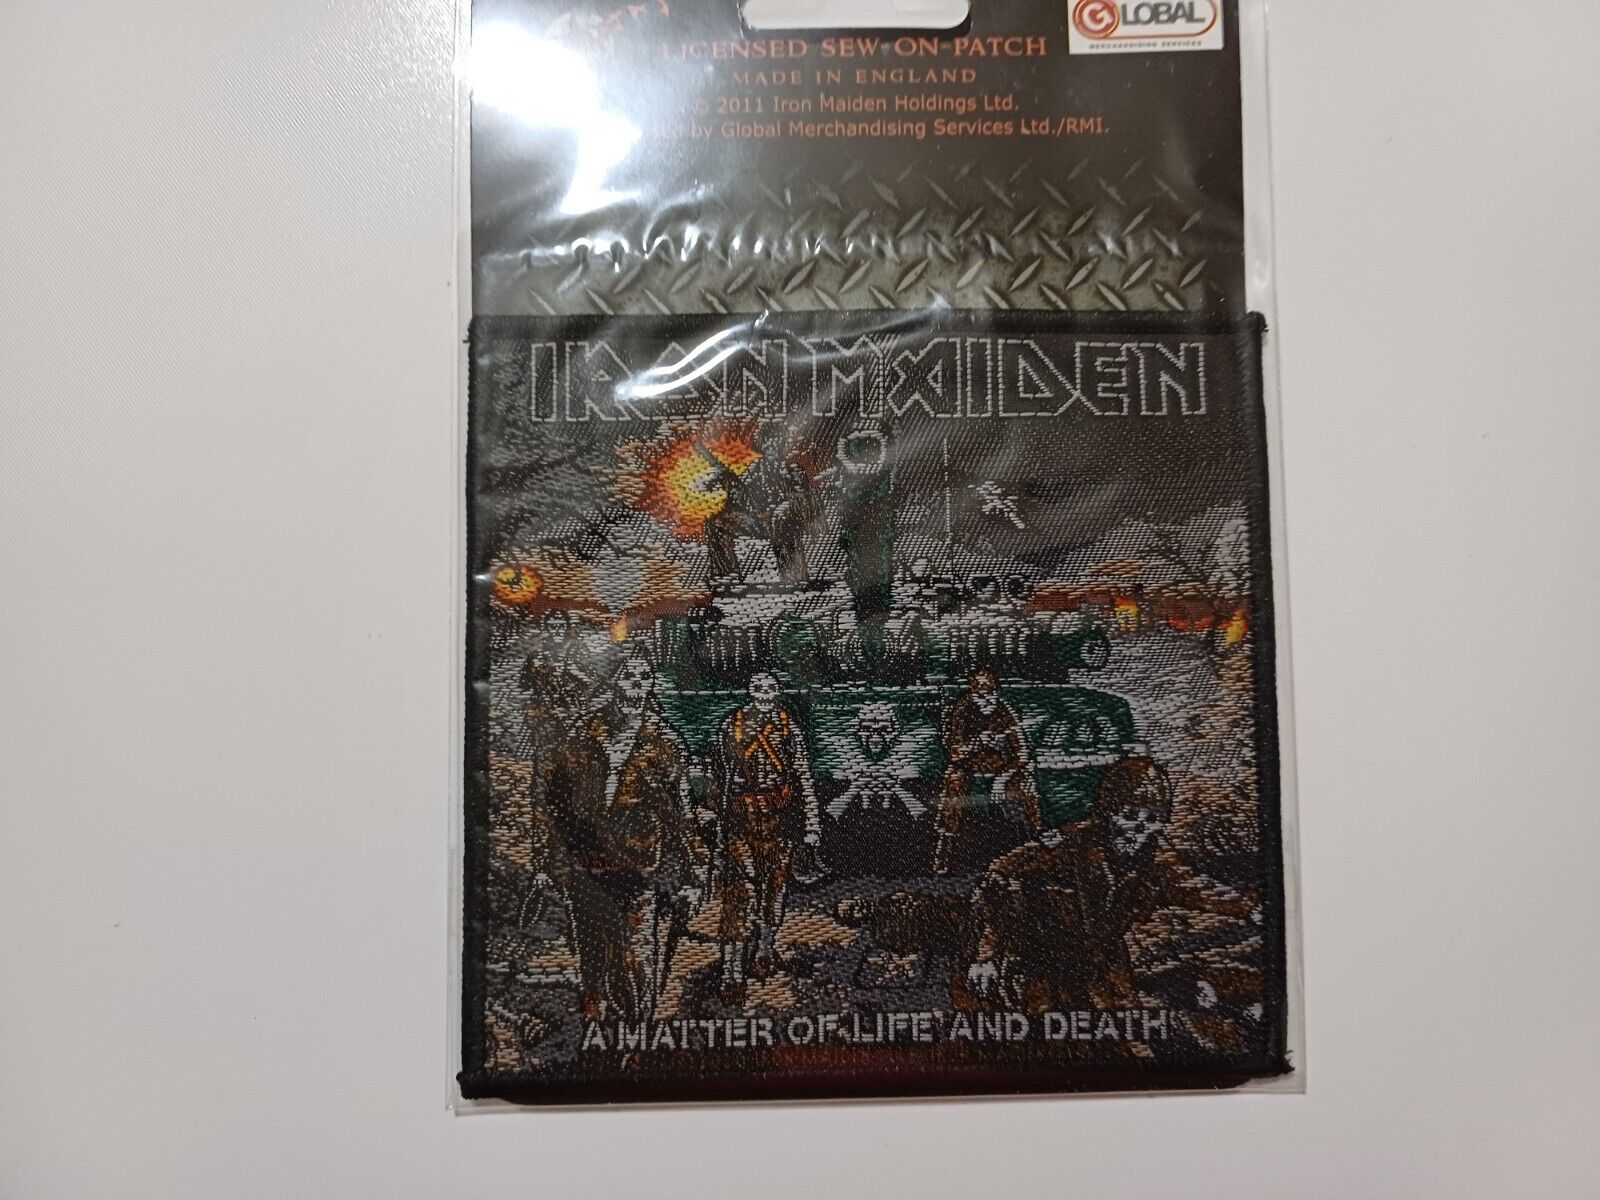 GLOBAL
MERCHANDISING SERVICES
LICENSED SEW-ON-PATCH
MADE IN ENGLAND
© 2011 Iron Maiden Holdings Ltd.
by Global Merchandising Services Ltd./RMI.
IRON MAIDEN
A MATTER OF LIFE AND DEATH